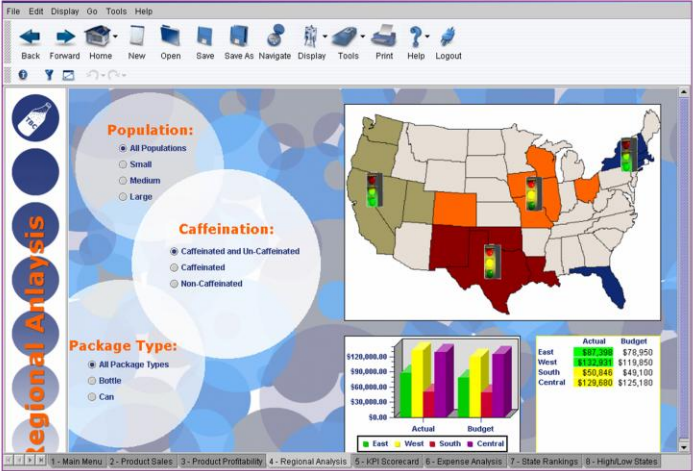 File Edit Display Go Tools Help
Back Forward Home New Open Save Save As Navigate Display Tools Print Help Logout
TBC
Regional Anlaysis
Population:
All Populations
Small
Medium
Large
Caffeination:
Caffeinated and Un-Caffeinated
Caffeinated
Non-Caffeinated
Package Type:
All Package Types
Bottle
Can
$120,000.00
$90,000.00
$60,000.00
$30,000.00
$0.00
Actual Budget
East West South Central
Actual Budget
East $87,398 $78,950
West $132,931 $119,850
South $50,846 $49,100
Central $129,680 $125,180
1 - Main Menu 2 - Product Sales 3 - Product Profitability 4 - Regional Analysis 5 - KPI Scorecard 6 - Expense Analysis 7 - State Rankings 8 - High/Low States